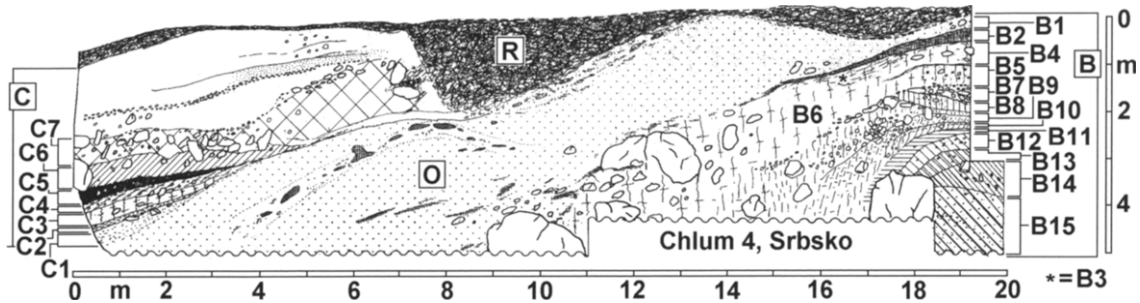 C
C7
C6
C5
C4
C3
C2
C1
R
O
B6
Chlum 4, Srbsko
B1
B2
B4
B5
B7 B9
B8 B10
B11
B12
B13
B14
B15
B
0
m
2
4
*=B3
0 m 2 4 6 8 10 12 14 16 18 20
*